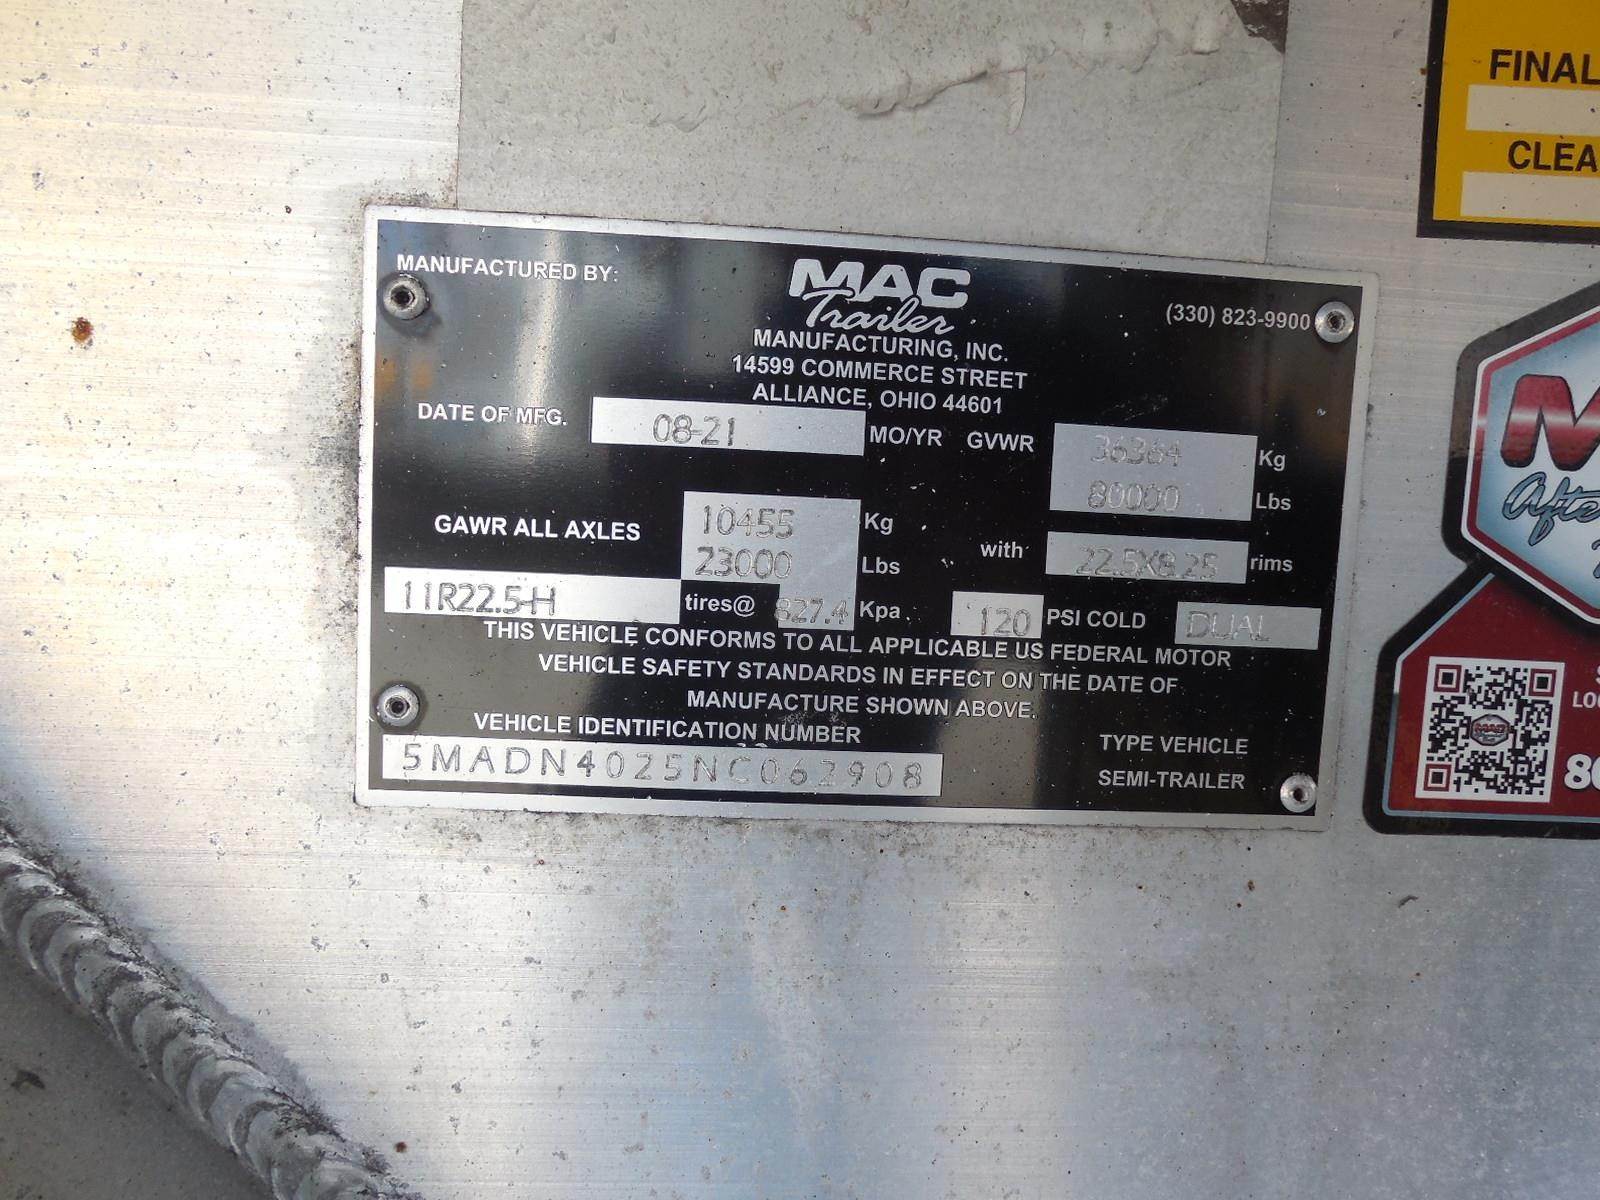 FINAL
CLEA
MANUFACTURED BY:
MAC
Trailer
(330) 823-9900
MANUFACTURING, INC.
14599 COMMERCE STREET
ALLIANCE, OHIO 44601
DATE OF MFG. 08-21 MO/YR GVWR 36364 Kg
80000 Lbs
GAWR ALL AXLES 10455 Kg
23000 Lbs with 22.5X8.25 rims
11R22.5-H tires@ 827.4 Kpa 120 PSI COLD DUAL
THIS VEHICLE CONFORMS TO ALL APPLICABLE US FEDERAL MOTOR
VEHICLE SAFETY STANDARDS IN EFFECT ON THE DATE OF
MANUFACTURE SHOWN ABOVE.
VEHICLE IDENTIFICATION NUMBER
5MADN4025NC062908
TYPE VEHICLE
SEMI-TRAILER
M
Afte
S
LOC
MAC
80